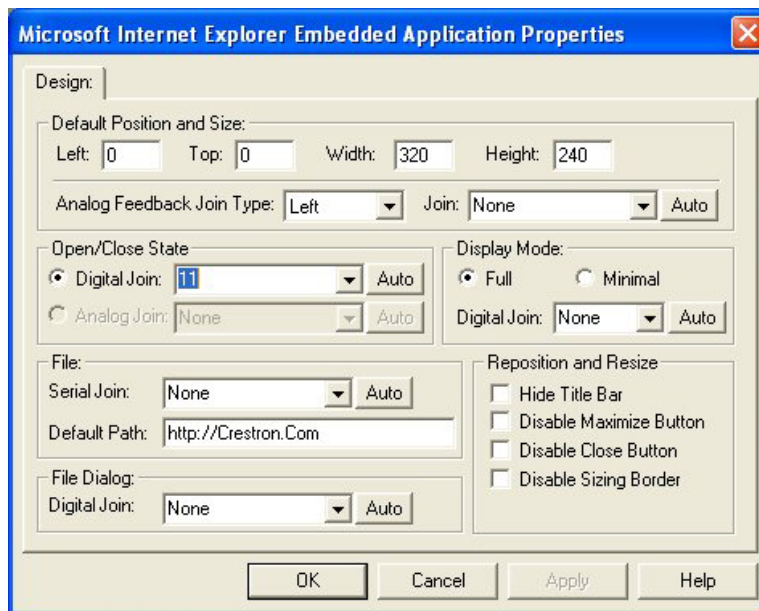 Microsoft Internet Explorer Embedded Application Properties
Design:
Default Position and Size:
Left: 0 Top: 0 Width: 320 Height: 240
Analog Feedback Join Type: Left Join: None Auto
Open/Close State
Digital Join: 11 Auto
Analog Join: None Auto
Display Mode:
Full Minimal
Digital Join: None Auto
File:
Serial Join: None Auto
Default Path: http://Crestron.Com
File Dialog:
Digital Join: None Auto
Reposition and Resize
Hide Title Bar
Disable Maximize Button
Disable Close Button
Disable Sizing Border
OK Cancel Apply Help